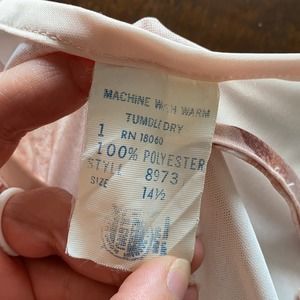 MACHINE WASH WARM
TUMBLE DRY
1 RN 18060
100% POLYESTER
STYLE 8973
SIZE 14½